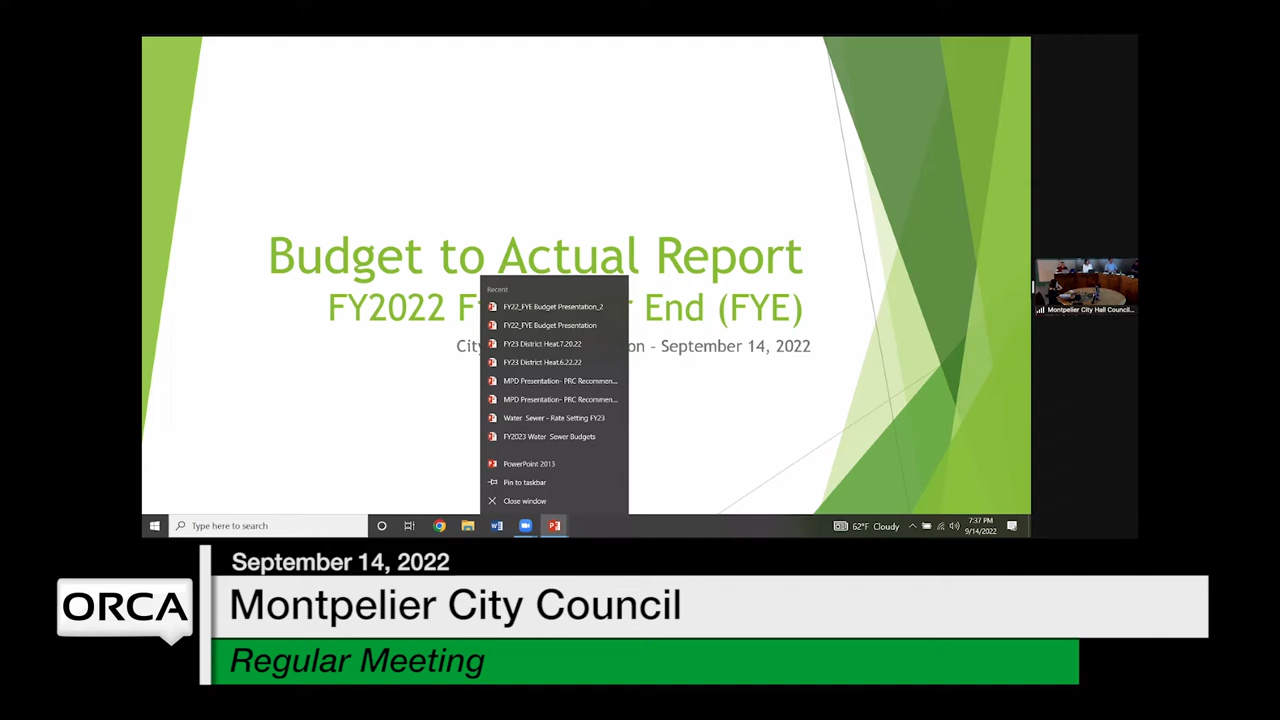 Budget to Actual Report
FY2022 F
r End (FYE)
City
on - September 14, 2022
Recent
FY22_FYE Budget Presentation_2
FY22_FYE Budget Presentation
FY23 District Heat.7.20.22
FY23 District Heat.6.22.22
MPD Presentation- PRC Recommen...
MPD Presentation- PRC Recommen...
Water Sewer - Rate Setting FY23
FY2023 Water Sewer Budgets
PowerPoint 2013
Pin to taskbar
Close window
Montpelier City Hall Council...
Type here to search
62°F Cloudy
7:37 PM
9/14/2022
September 14, 2022
ORCA
Montpelier City Council
Regular Meeting